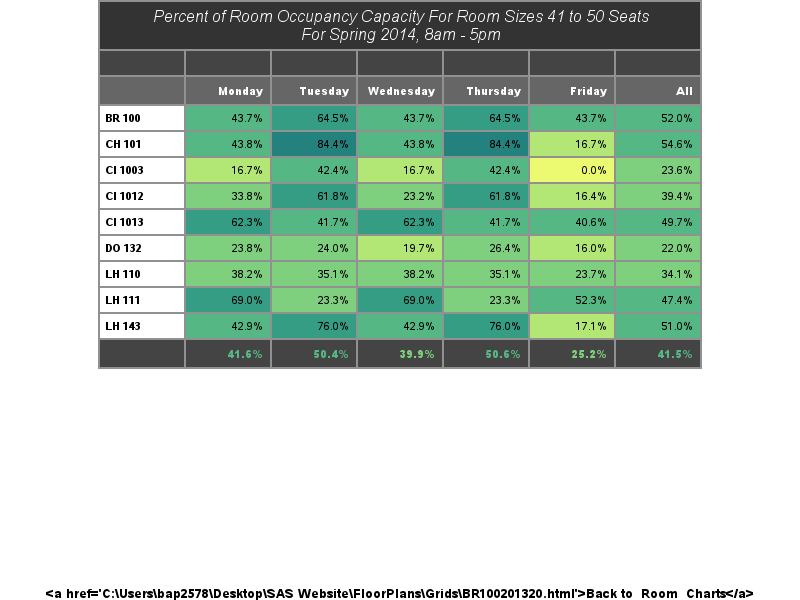 Percent of Room Occupancy Capacity For Room Sizes 41 to 50 Seats
For Spring 2014, 8am - 5pm
Monday Tuesday Wednesday Thursday Friday All
BR 100 43.7% 64.5% 43.7% 64.5% 43.7% 52.0%
CH 101 43.8% 84.4% 43.8% 84.4% 16.7% 54.6%
CI 1003 16.7% 42.4% 16.7% 42.4% 0.0% 23.6%
CI 1012 33.8% 61.8% 23.2% 61.8% 16.4% 39.4%
CI 1013 62.3% 41.7% 62.3% 41.7% 40.6% 49.7%
DO 132 23.8% 24.0% 19.7% 26.4% 16.0% 22.0%
LH 110 38.2% 35.1% 38.2% 35.1% 23.7% 34.1%
LH 111 69.0% 23.3% 69.0% 23.3% 52.3% 47.4%
LH 143 42.9% 76.0% 42.9% 76.0% 17.1% 51.0%
41.6% 50.4% 39.9% 50.6% 25.2% 41.5%
<a href='C:\Users\bap2578\Desktop\SAS Website\FloorPlans\Grids\BR100201320.html'>Back to Room Charts</a>